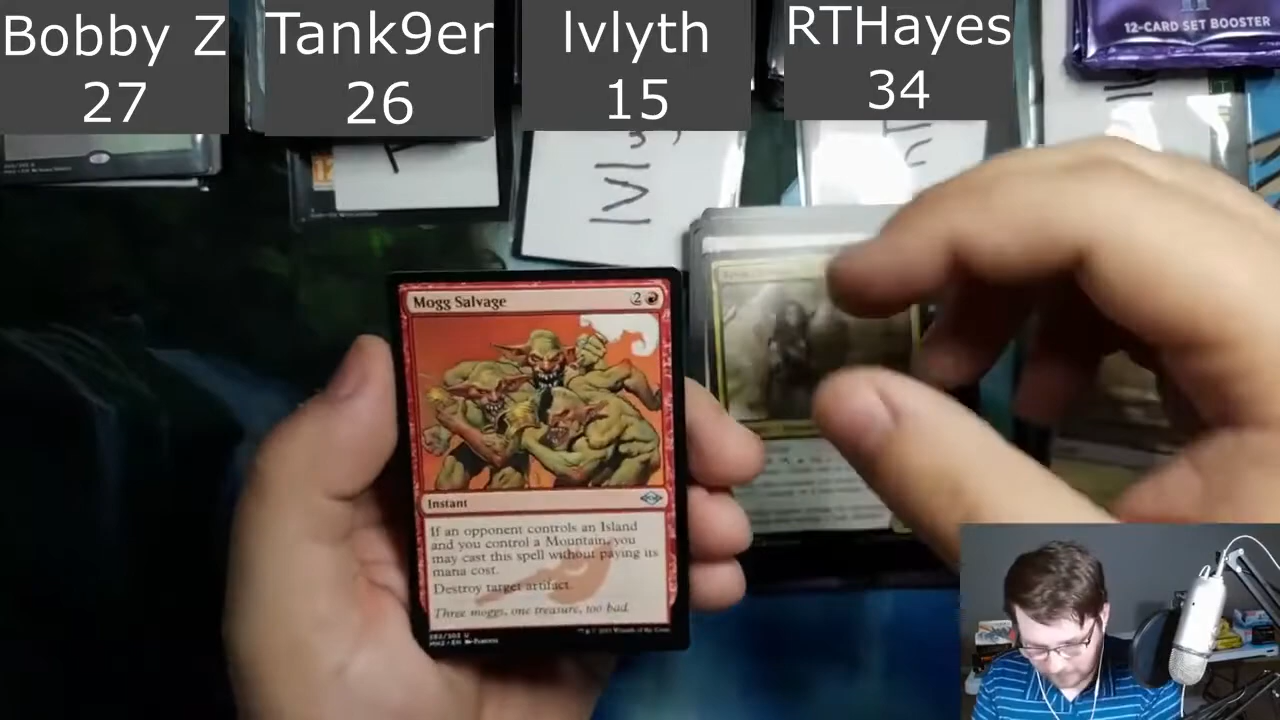 Bobby Z
27
Tank9er
26
lvlyth
15
RTHayes
34
12-CARD SET BOOSTER
lvly
Mogg Salvage
2
Instant
If an opponent controls an Island
and you control a Mountain, you
may cast this spell without paying its
mana cost.
Destroy target artifact.
Three moggs, one treasure, too bad.